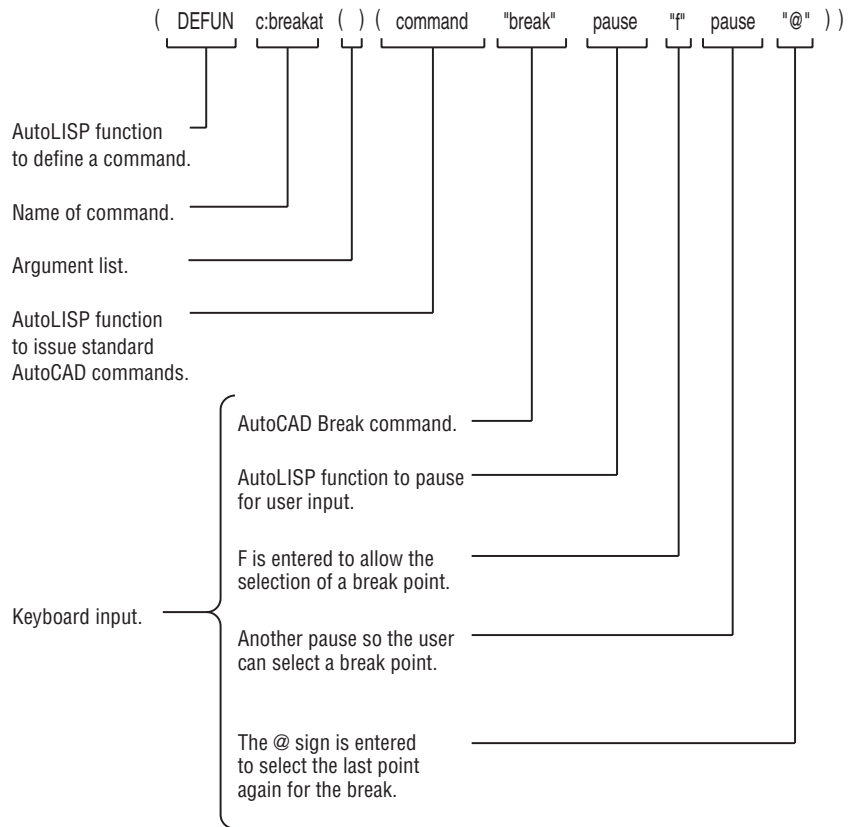 ( DEFUN c:breakat ( ) ( command "break" pause "f" pause "@" ) )
AutoLISP function
to define a command.
Name of command.
Argument list.
AutoLISP function
to issue standard
AutoCAD commands.
AutoCAD Break command.
AutoLISP function to pause
for user input.
F is entered to allow the
selection of a break point.
Keyboard input.
Another pause so the user
can select a break point.
The @ sign is entered
to select the last point
again for the break.